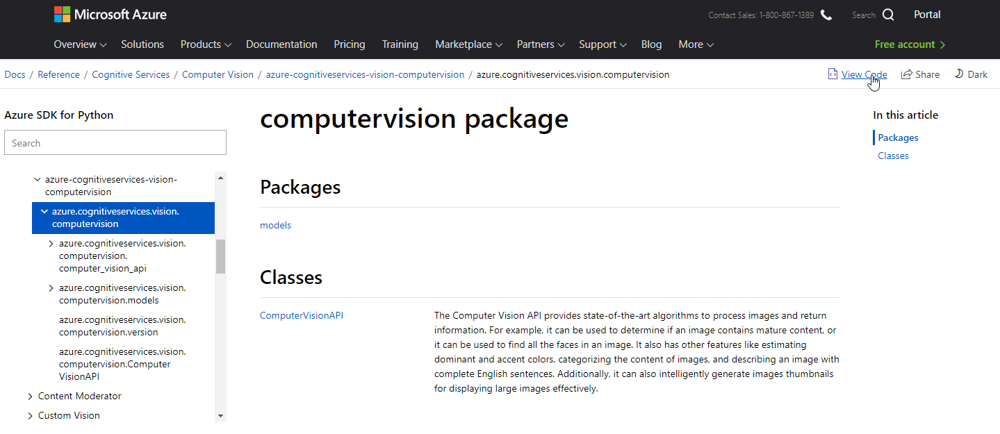 Microsoft Azure
Contact Sales: 1-800-867-1389 Search Portal
Overview Solutions Products Documentation Pricing Training Marketplace Partners Support Blog More Free account
Docs / Reference / Cognitive Services / Computer Vision / azure-cognitiveservices-vision-computervision / azure.cognitiveservices.vision.computervision
View Code Share Dark
Azure SDK for Python
Search
azure-cognitiveservices-vision-
computervision
azure.cognitiveservices.vision.
computervision
azure.cognitiveservices.vision.
computervision.
computer_vision_api
azure.cognitiveservices.vision.
computervision.models
azure.cognitiveservices.vision.
computervision.version
azure.cognitiveservices.vision.
computervision.Computer
VisionAPI
Content Moderator
Custom Vision
computervision package
Packages
models
Classes
ComputerVisionAPI
The Computer Vision API provides state-of-the-art algorithms to process images and return
information. For example, it can be used to determine if an image contains mature content, or
it can be used to find all the faces in an image. It also has other features like estimating
dominant and accent colors, categorizing the content of images, and describing an image with
complete English sentences. Additionally, it can also intelligently generate images thumbnails
for displaying large images effectively.
In this article
Packages
Classes